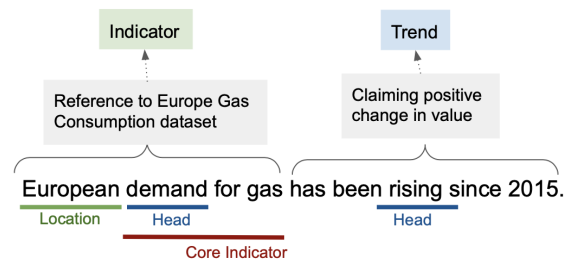 Indicator
Trend
Reference to Europe Gas
Consumption dataset
Claiming positive
change in value
European demand for gas has been rising since 2015.
Location
Head
Head
Core Indicator